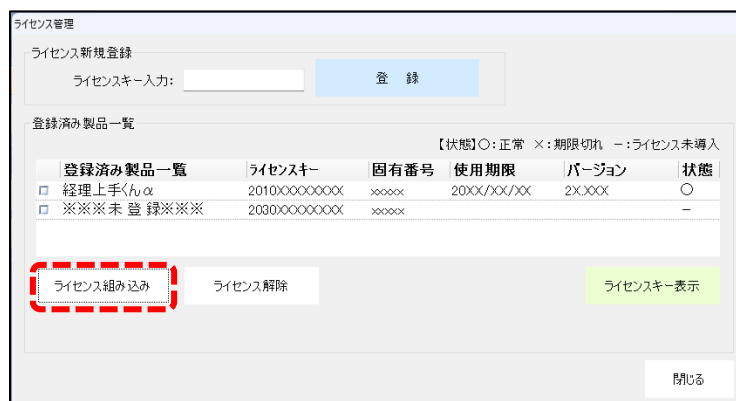 ライセンス管理
ライセンス新規登録
ライセンスキー入力: 登 録
登録済み製品一覧
【状態】○:正常 ×:期限切れ −:ライセンス未導入
登録済み製品一覧 ライセンスキー 固有番号 使用期限 バージョン 状態
経理上手くんα 2010XXXXXXXX xxxxx 20XX/XX/XX 2X.XXX ○
※※※未 登 録※※※ 2030XXXXXXXX xxxxx −
ライセンス組み込み ライセンス解除 ライセンスキー表示
閉じる